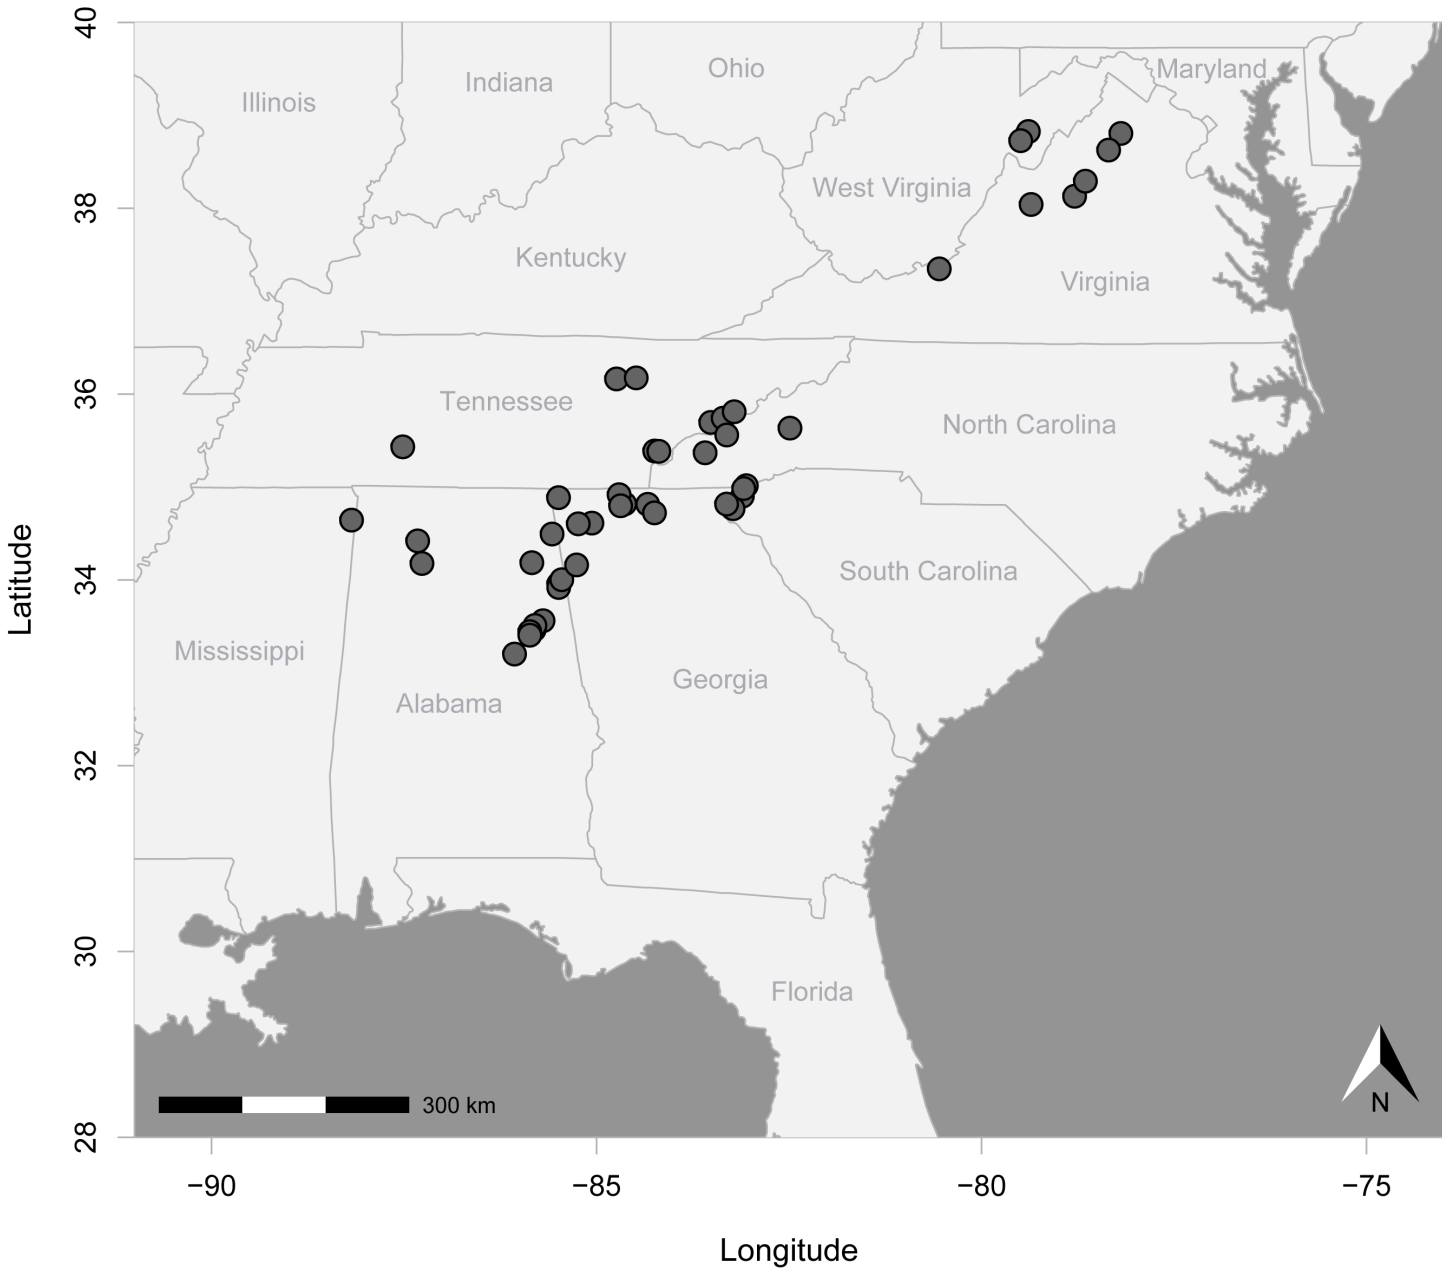 40
Ohio
Maryland
Indiana
Illinois
38
West Virginia
Kentucky
Virginia
36
Tennessee
North Carolina
Latitude
34
South Carolina
Mississippi
Georgia
Alabama
32
30
Florida
300 km
N
28
−90
−85
−80
−75
Longitude